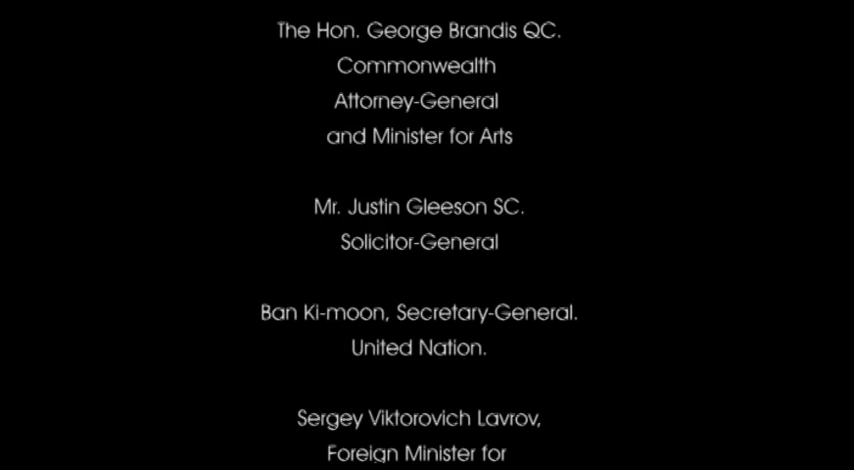 The Hon. George Brandis QC.
Commonwealth
Attorney-General
and Minister for Arts
Mr. Justin Gleeson SC.
Solicitor-General
Ban Ki-moon, Secretary-General.
United Nation.
Sergey Viktorovich Lavrov,
Foreign Minister for